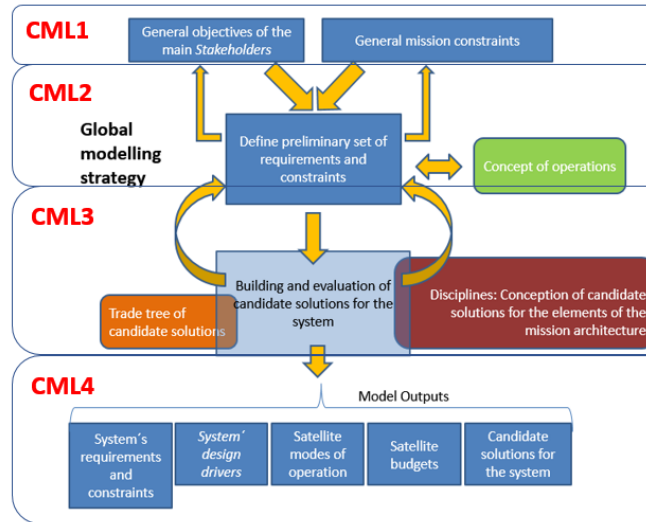 CML1
General objectives of the
main Stakeholders
General mission constraints
CML2
Global
modelling
strategy
Define preliminary set of
requirements and
constraints
Concept of operations
CML3
Building and evaluation of
candidate solutions for the
system
Trade tree of
candidate solutions
Disciplines: Conception of candidate
solutions for the elements of the
mission architecture
CML4
Model Outputs
System´s
requirements
and
constraints
System´
design
drivers
Satellite
modes of
operation
Satellite
budgets
Candidate
solutions for
the system